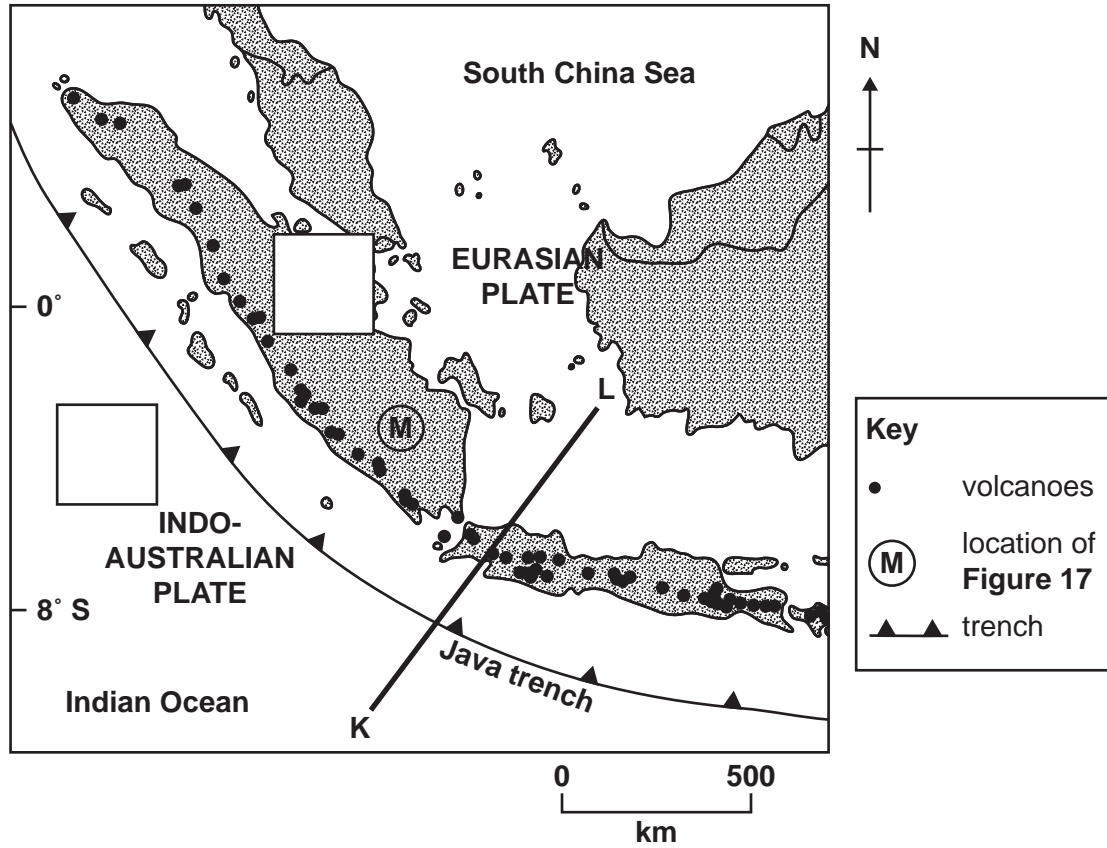 South China Sea
N
EURASIAN
PLATE
0°
L
M
INDO-
AUSTRALIAN
PLATE
8° S
Java trench
Indian Ocean
K
Key
volcanoes
M
location of
Figure 17
trench
0
500
km